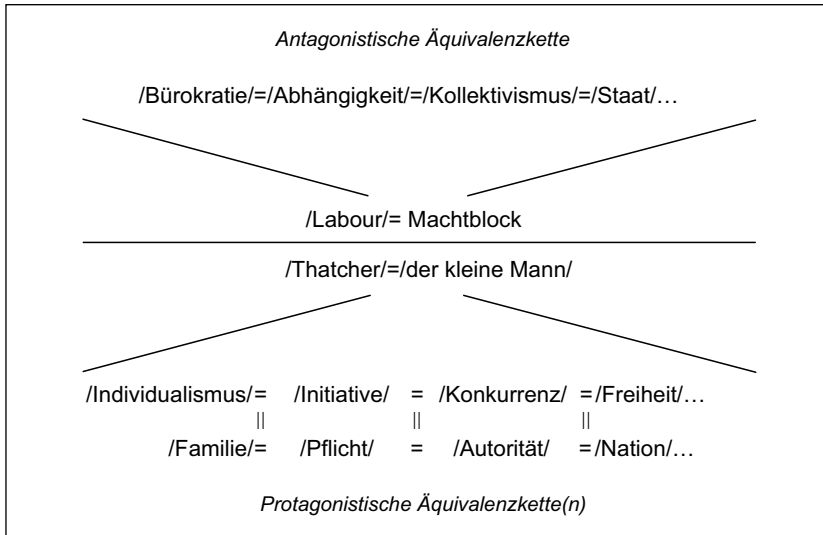 Antagonistische Äquivalenzkette
/Bürokratie/=/Abhängigkeit/=/Kollektivismus/=/Staat/…
/Labour/= Machtblock
/Thatcher/=/der kleine Mann/
/Individualismus/= /Initiative/ = /Konkurrenz/ =/Freiheit/…
|| || ||
/Familie/= /Pflicht/ = /Autorität/ =/Nation/…
Protagonistische Äquivalenzkette(n)